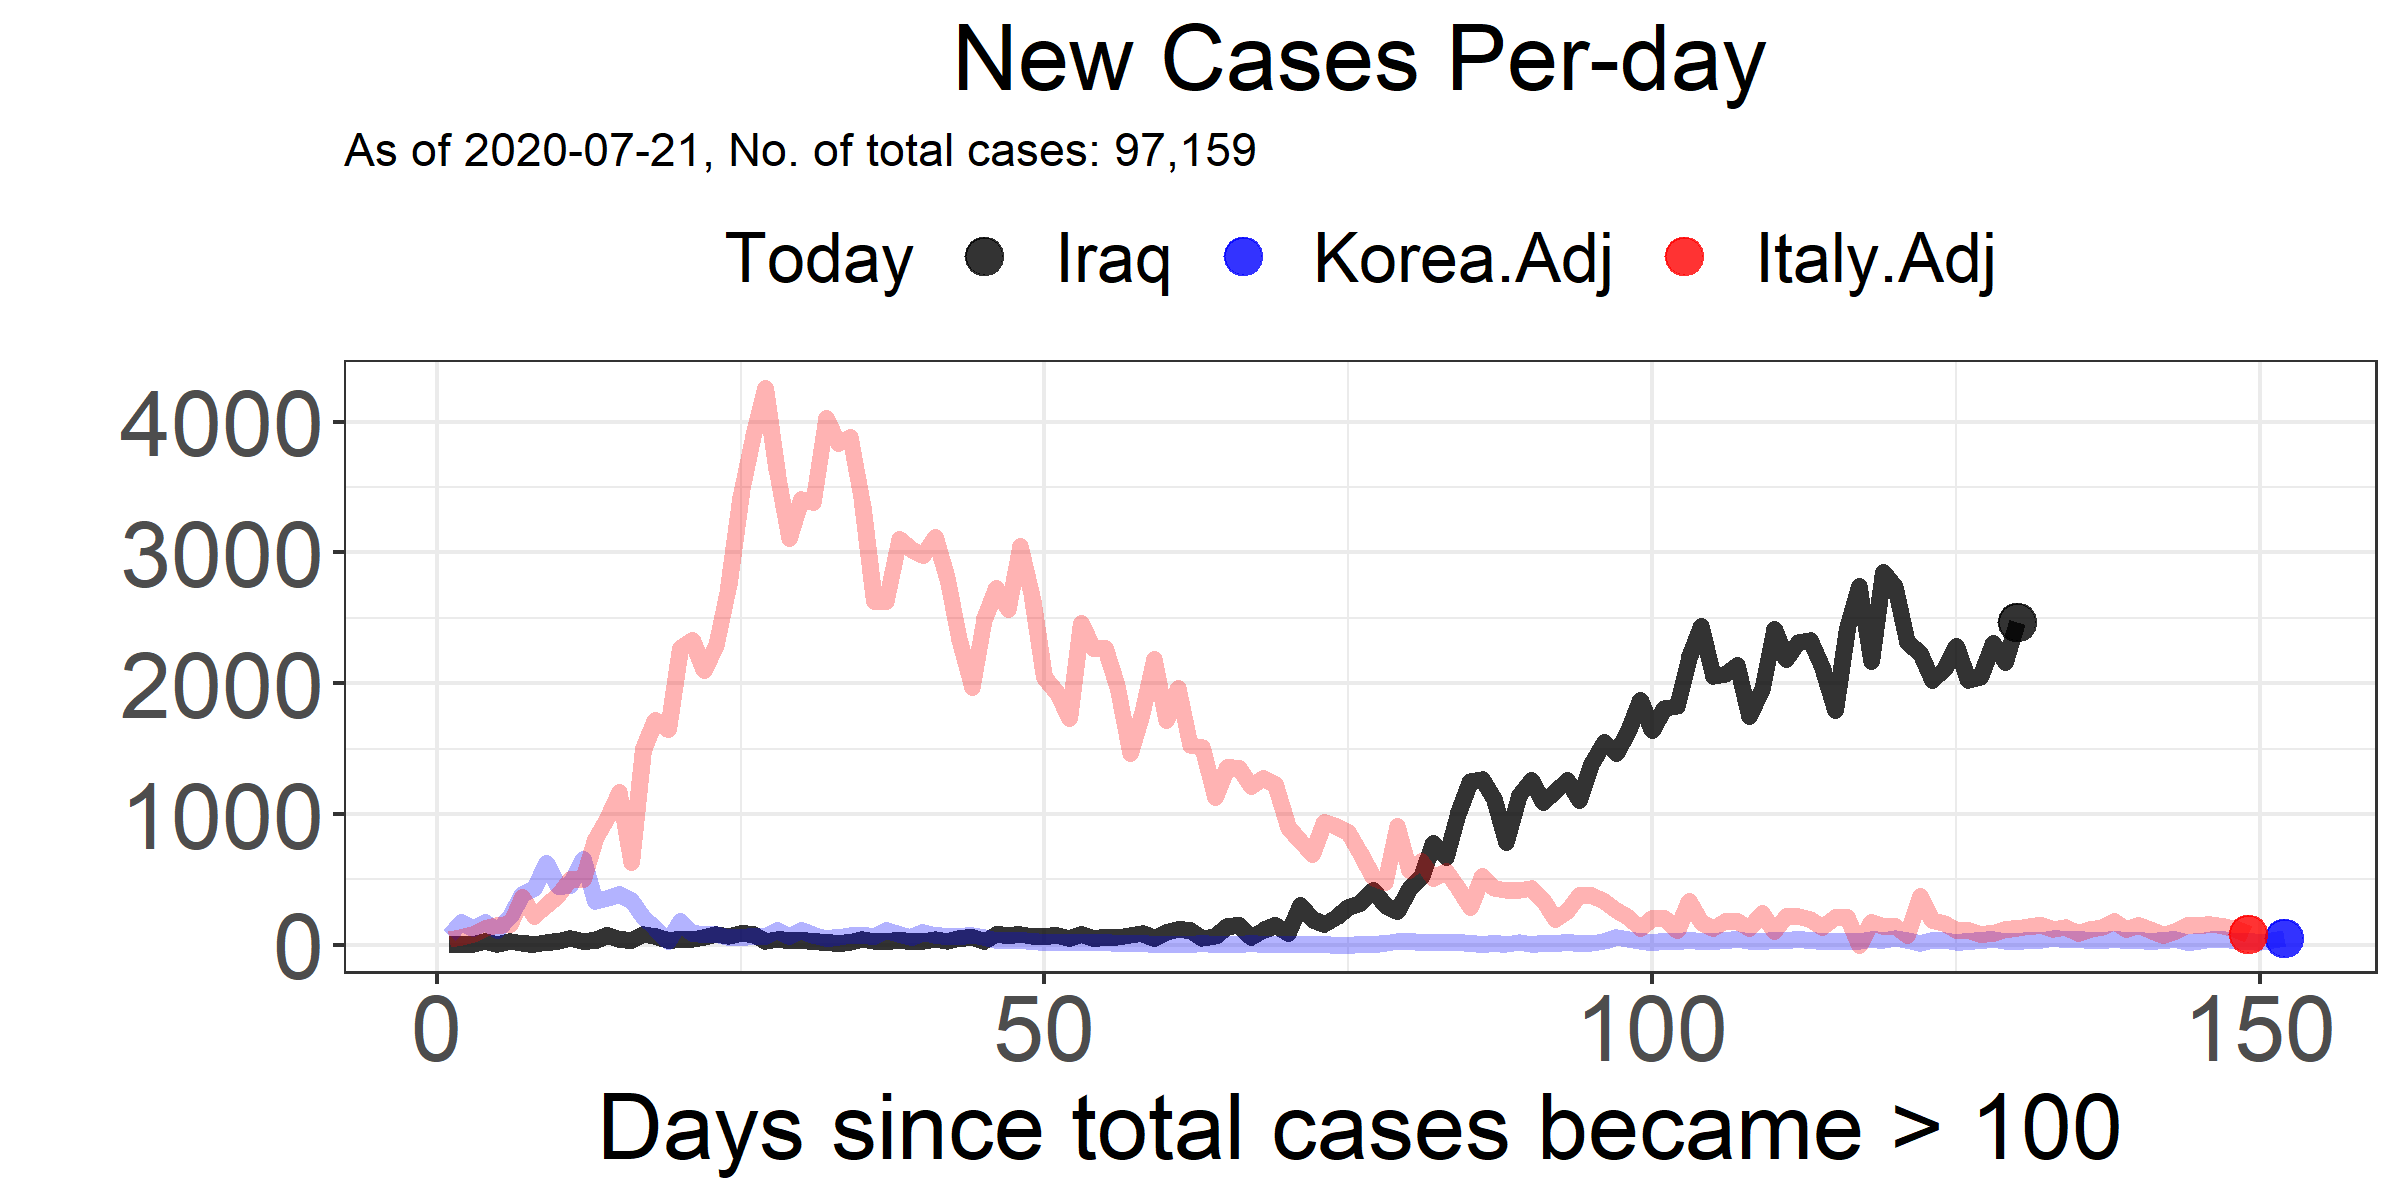 New Cases Per-day
As of 2020-07-21, No. of total cases: 97,159
Today Iraq Korea.Adj Italy.Adj
4000
3000
2000
1000
0
0 50 100 150
Days since total cases became > 100